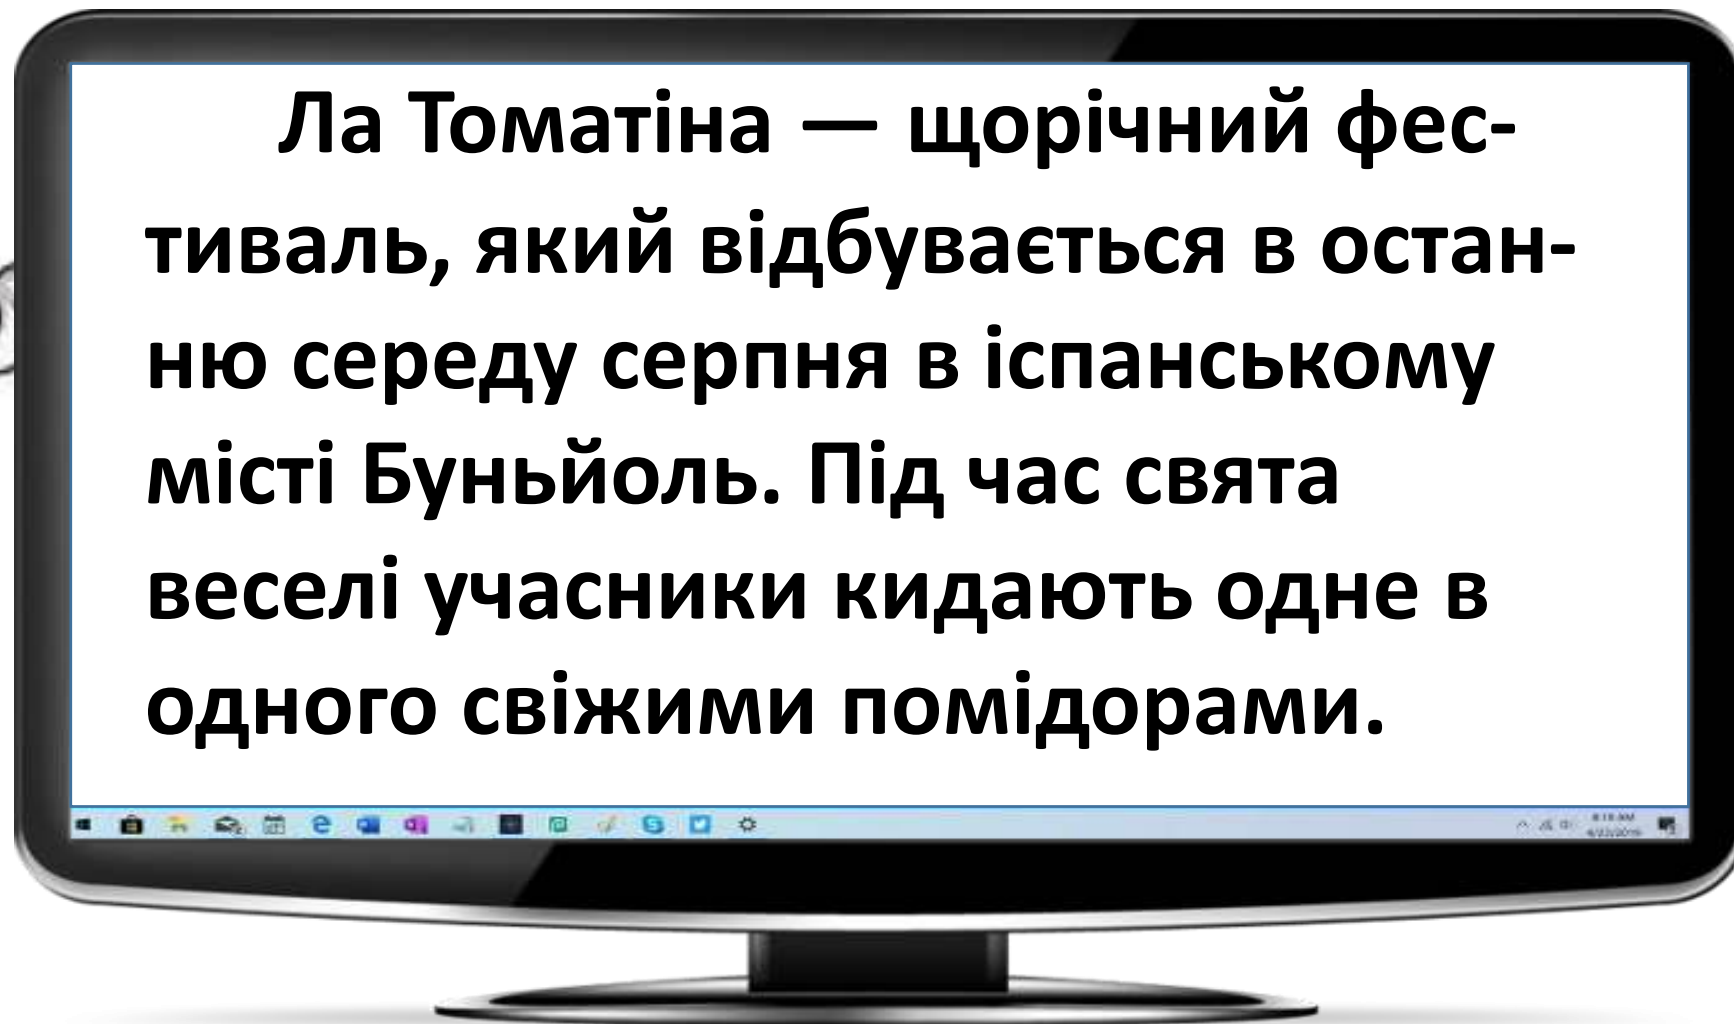 Ла Томатіна — щорічний фес-
тиваль, який відбувається в остан-
ню середу серпня в іспанському
місті Буньйоль. Під час свята
веселі учасники кидають одне в
одного свіжими помідорами.